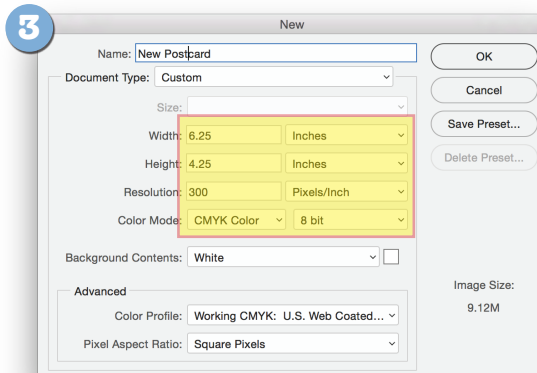 3
New
Name: New Postcard
OK
Document Type: Custom
Cancel
Size:
Save Preset...
Width: 6.25 Inches
Height: 4.25 Inches
Delete Preset...
Resolution: 300 Pixels/Inch
Color Mode: CMYK Color 8 bit
Background Contents: White
Advanced
Image Size:
Color Profile: Working CMYK: U.S. Web Coated...
9.12M
Pixel Aspect Ratio: Square Pixels